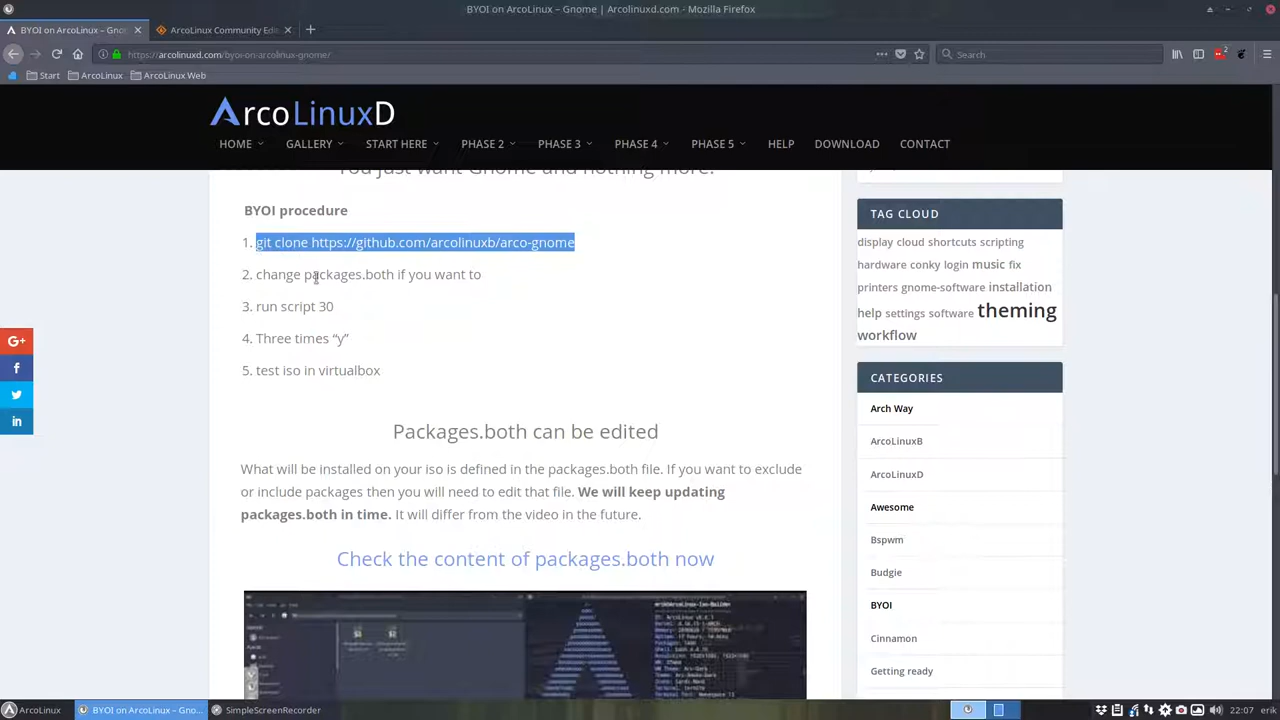 BYOI on ArcoLinux – Gnome | Arcolinuxd.com - Mozilla Firefox
BYOI on ArcoLinux – Gno
ArcoLinux Community Edi
https://arcolinuxd.com/byoi-on-arcolinux-gnome/
Search
2
Start
ArcoLinux
ArcoLinux Web
ArcoLinuxD
HOME
GALLERY
START HERE
PHASE 2
PHASE 3
PHASE 4
PHASE 5
HELP
DOWNLOAD
CONTACT
You just want Gnome and nothing more.
BYOI procedure
1. git clone https://github.com/arcolinuxb/arco-gnome
2. change packages.both if you want to
3. run script 30
4. Three times “y”
5. test iso in virtualbox
Packages.both can be edited
What will be installed on your iso is defined in the packages.both file. If you want to exclude
or include packages then you will need to edit that file. We will keep updating
packages.both in time. It will differ from the video in the future.
Check the content of packages.both now
TAG CLOUD
display cloud shortcuts scripting
hardware conky login music fix
printers gnome-software installation
help settings software theming
workflow
CATEGORIES
Arch Way
ArcoLinuxB
ArcoLinuxD
Awesome
Bspwm
Budgie
BYOI
Cinnamon
Getting ready
G+
f
in
ArcoLinux
BYOI on ArcoLinux – Gno...
SimpleScreenRecorder
22:07
erik